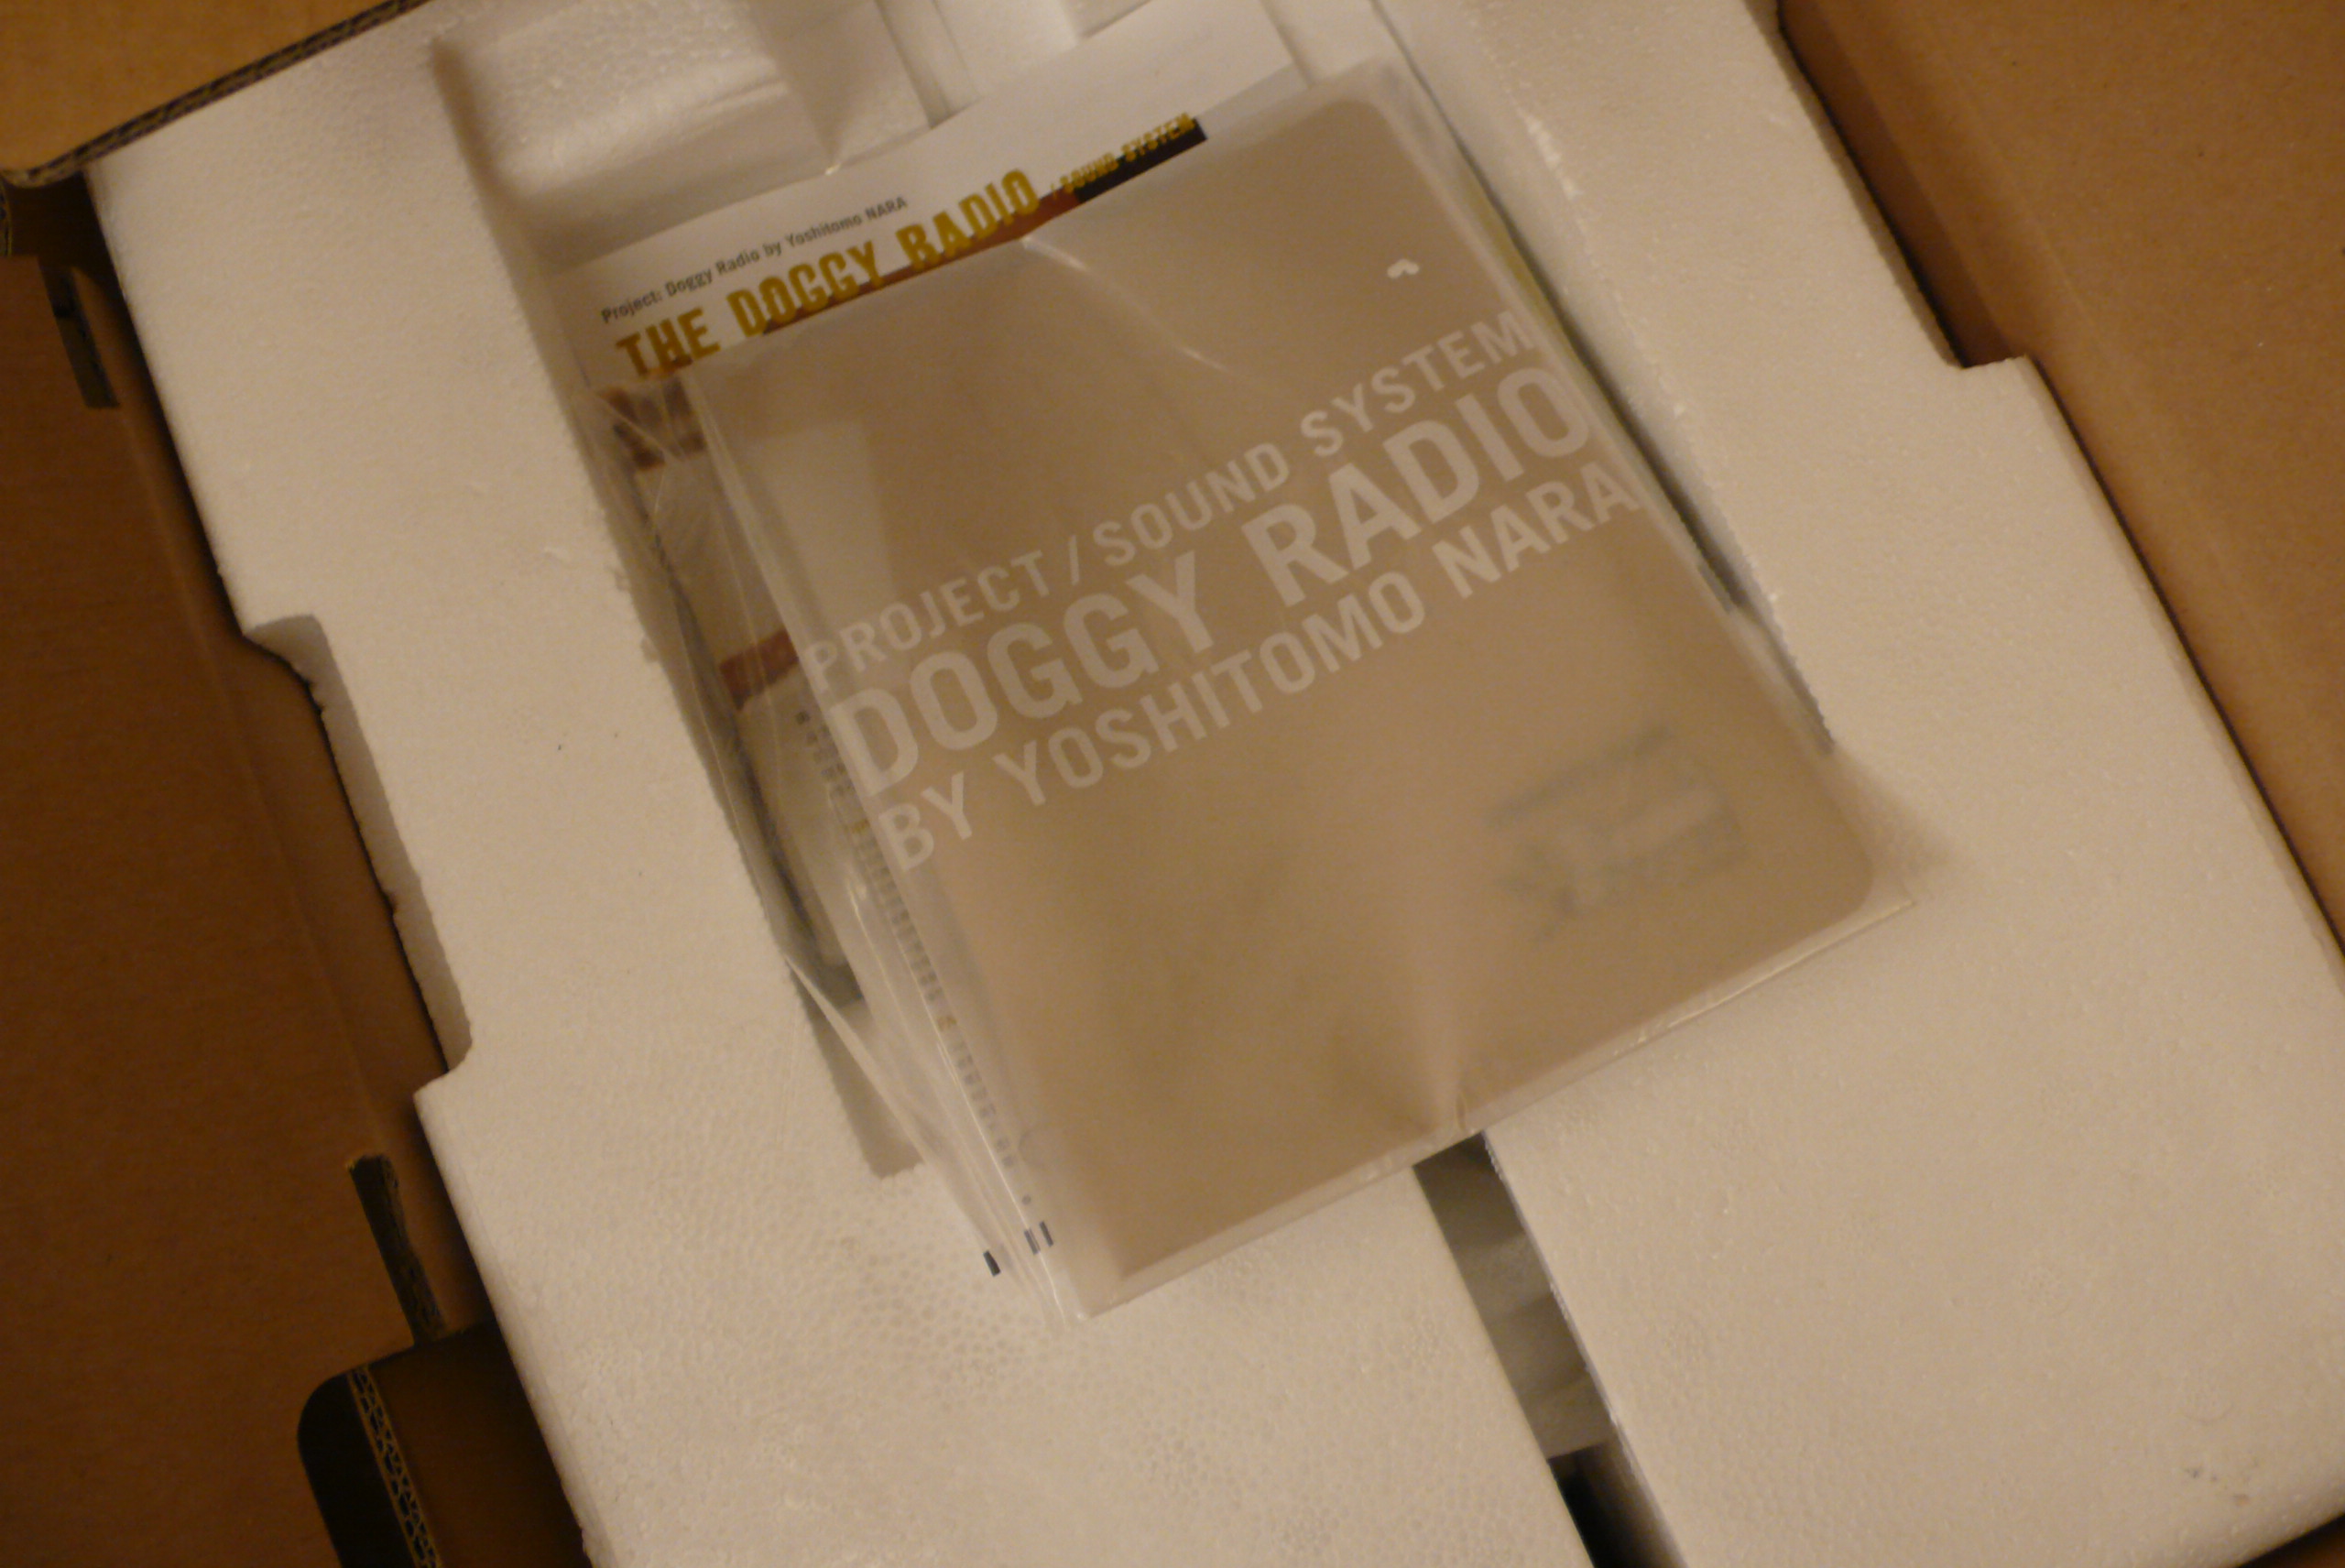 Project: Doggy Radio by Yoshitomo NARA
THE DOGGY RADIO / SOUND SYSTEM
PROJECT / SOUND SYSTEM
DOGGY RADIO
BY YOSHITOMO NARA